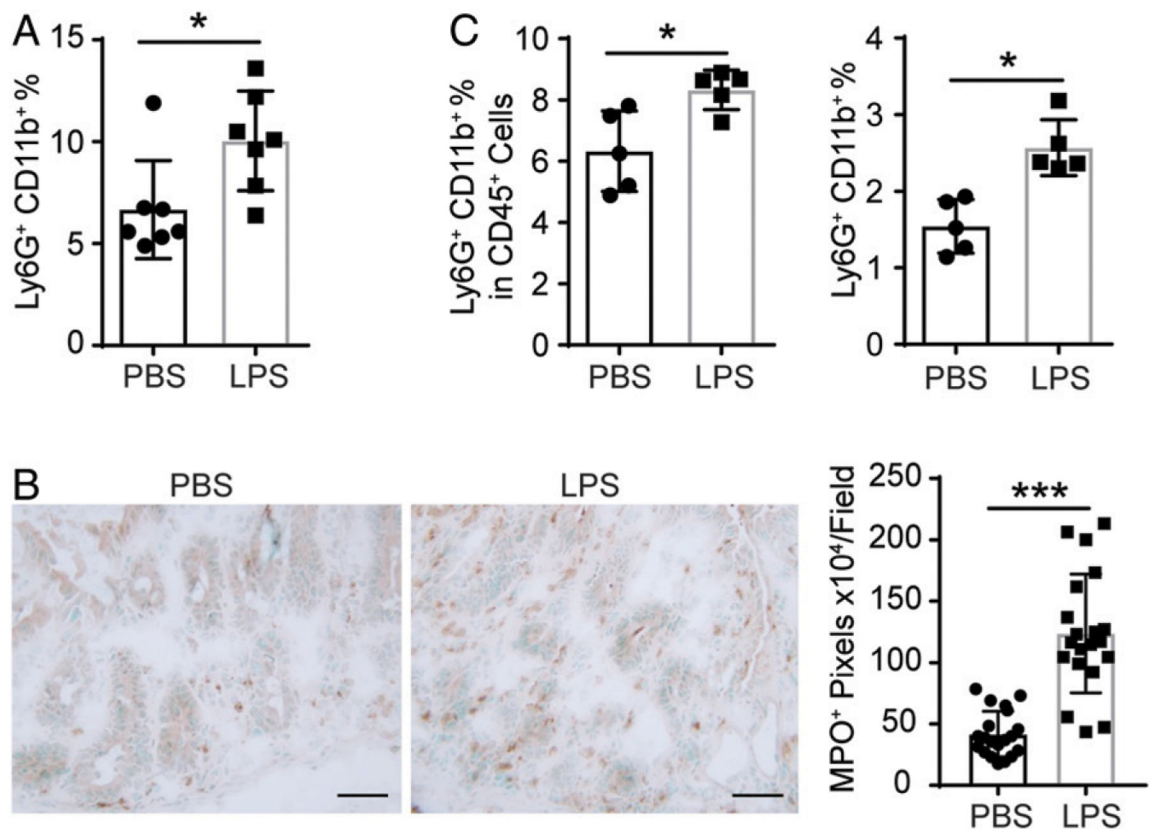 A
15
10
5
0
Ly6G⁺ CD11b⁺ %
*
PBS
LPS
C
10
8
6
4
2
0
Ly6G⁺ CD11b⁺ %
in CD45⁺ Cells
*
PBS
LPS
4
3
2
1
0
Ly6G⁺ CD11b⁺ %
*
PBS
LPS
B
PBS
LPS
250
200
150
100
50
0
MPO⁺ Pixels x10⁴/Field
***
PBS
LPS